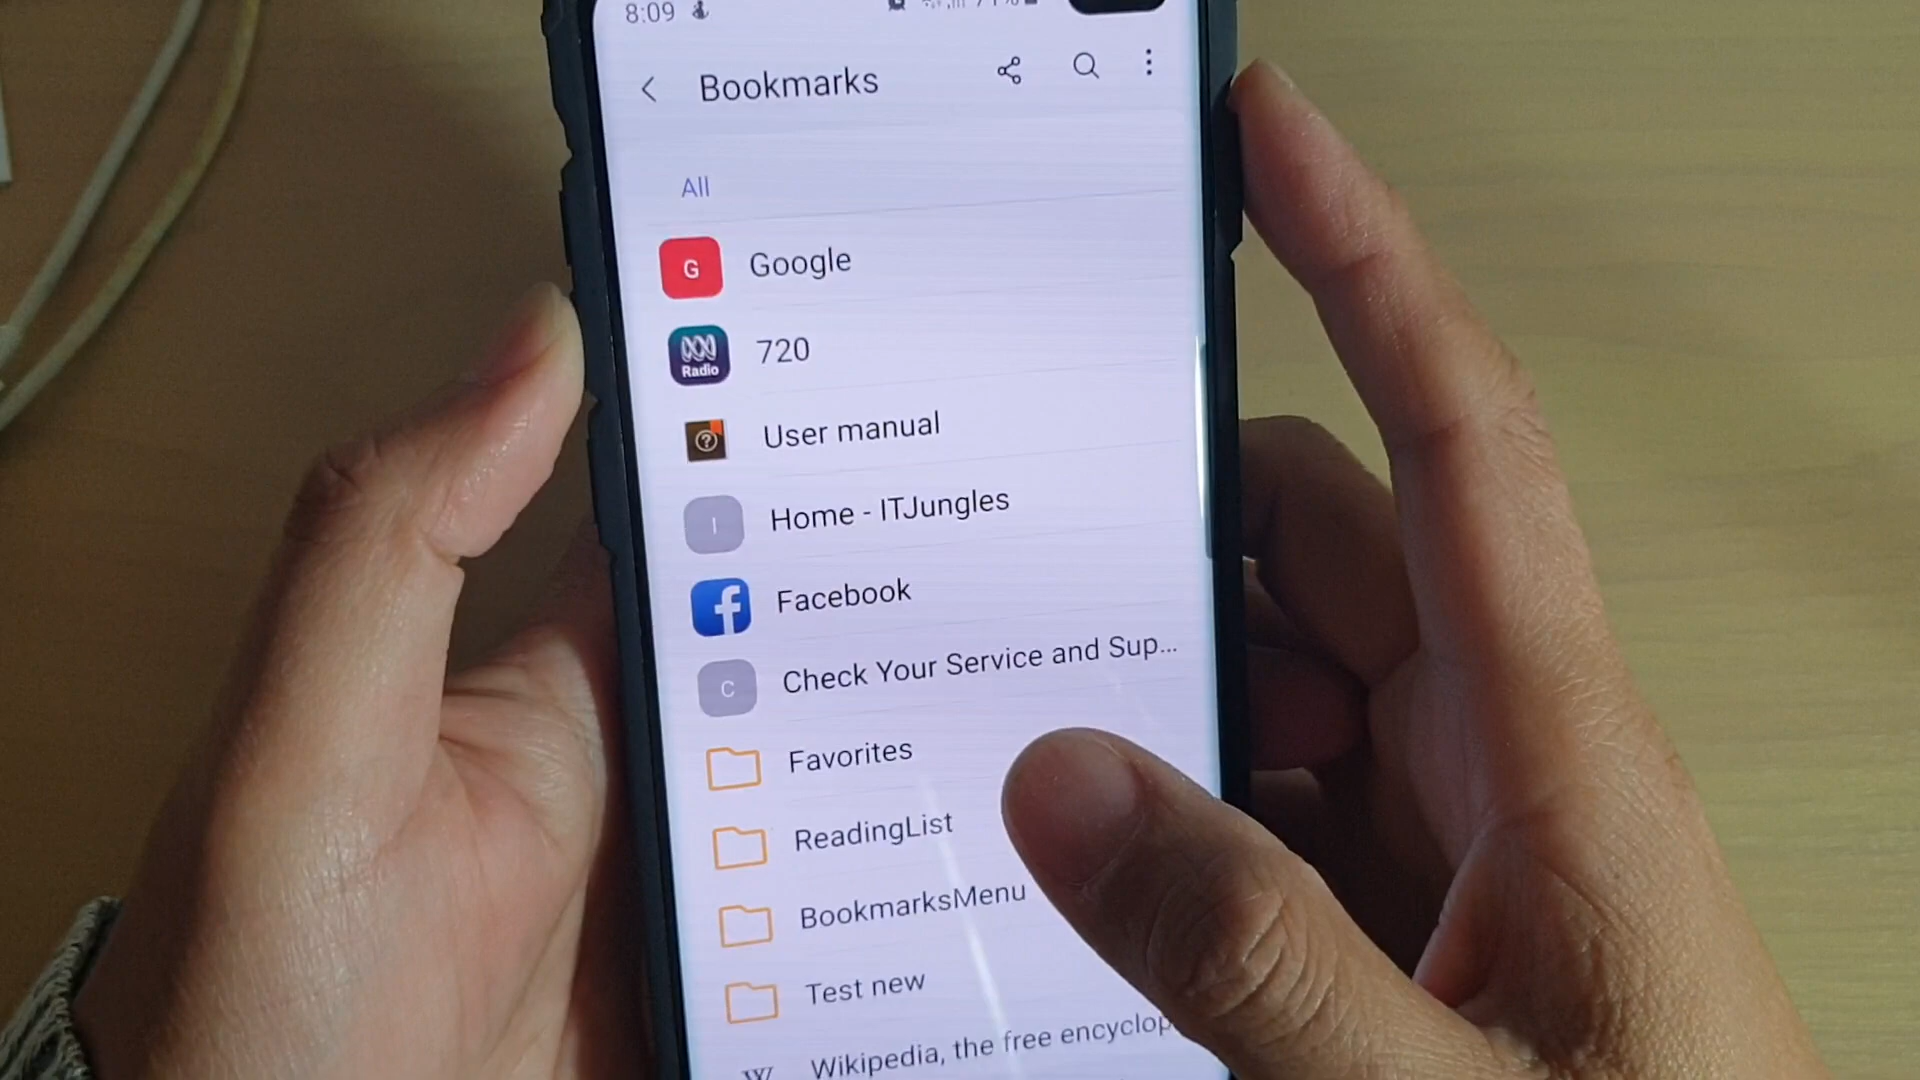 8:09
Bookmarks
All
G Google
Radio 720
User manual
I Home - ITJungles
f Facebook
C Check Your Service and Sup...
Favorites
ReadingList
BookmarksMenu
Test new
W Wikipedia, the free encyclop